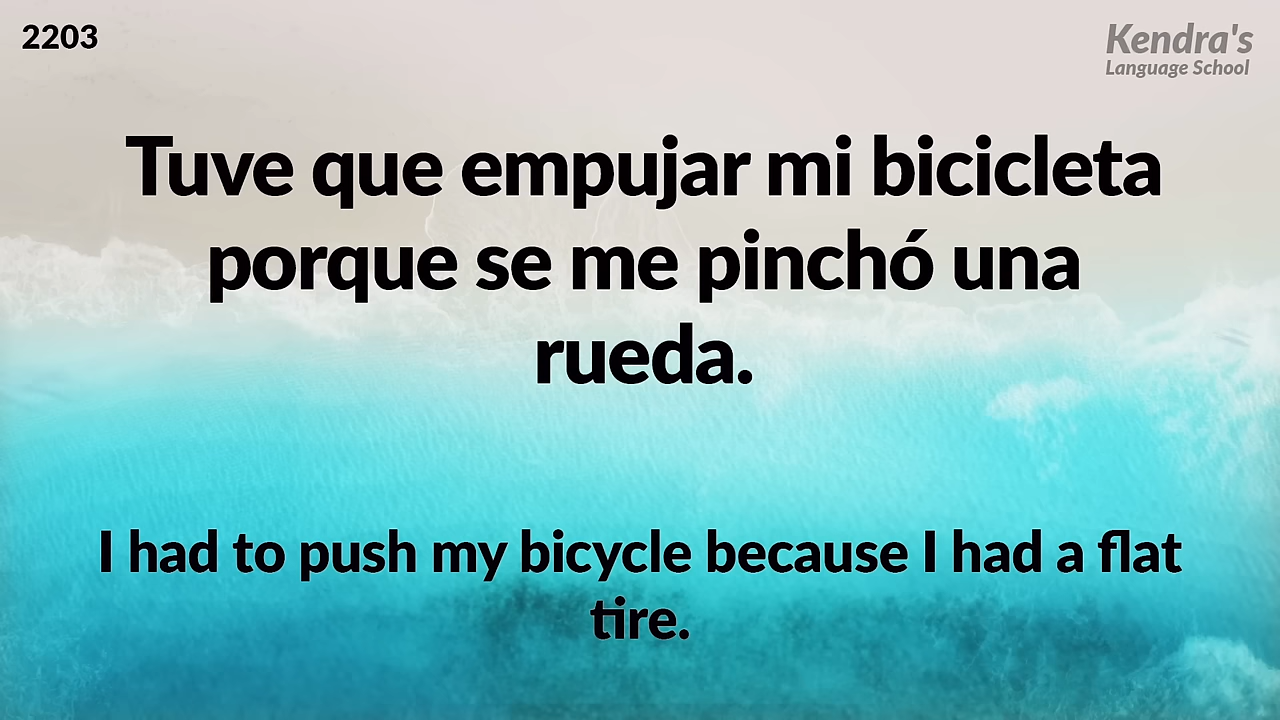 2203
Kendra's
Language School
Tuve que empujar mi bicicleta
porque se me pinchó una
rueda.
I had to push my bicycle because I had a flat
tire.